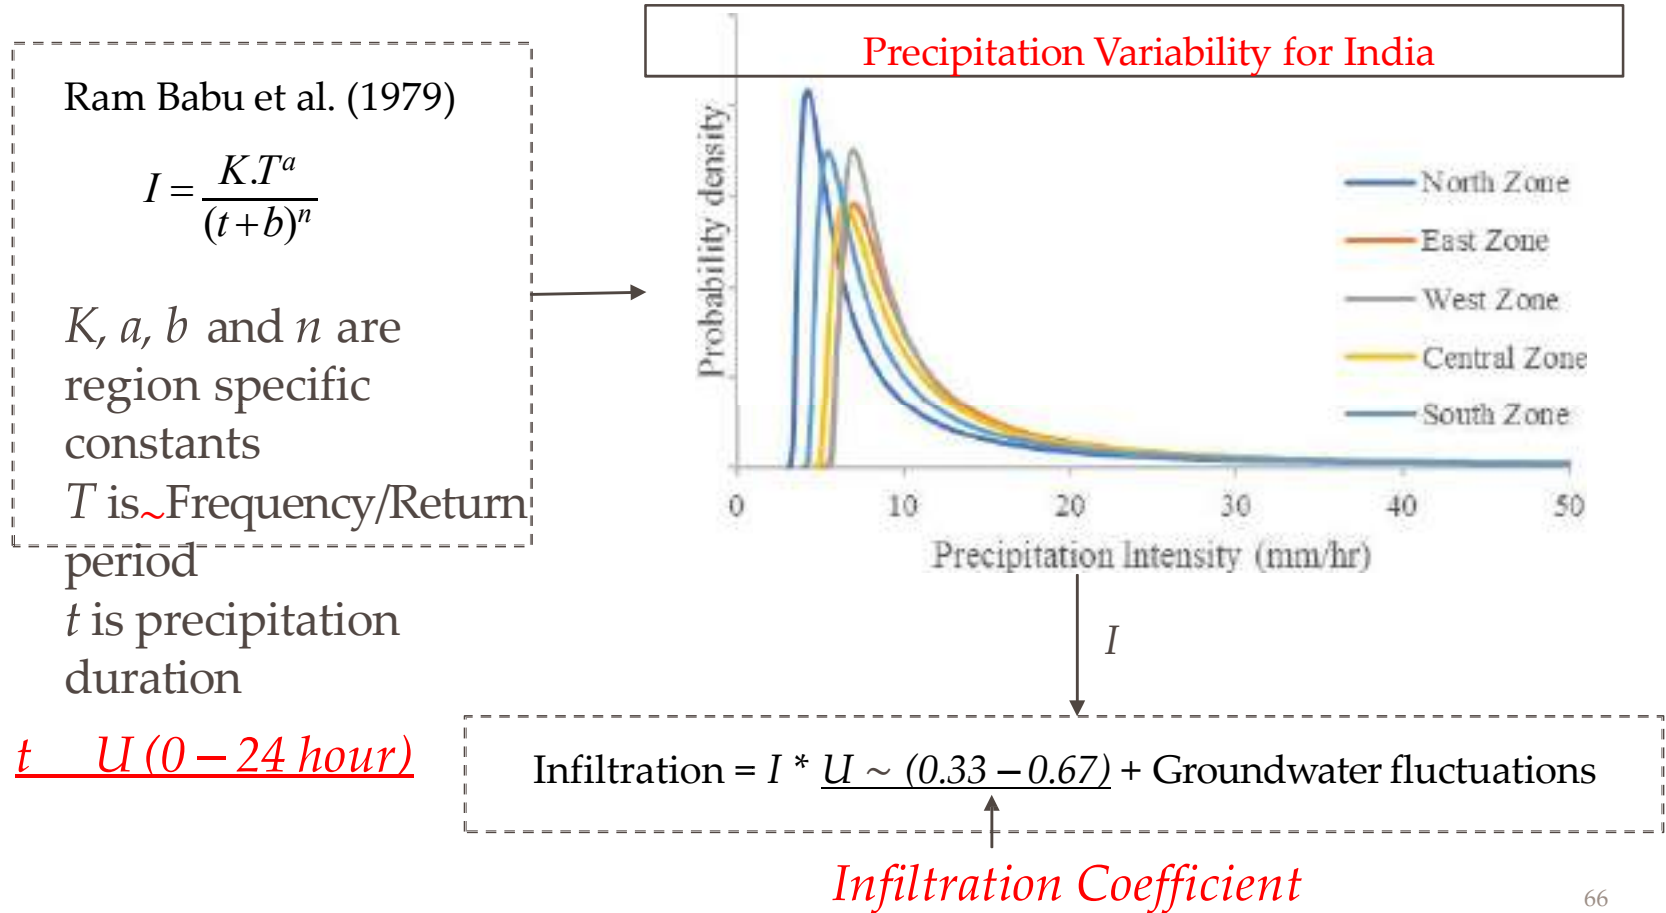 Precipitation Variability for India
Ram Babu et al. (1979)
I = K.T^a / (t+b)^n
K, a, b and n are
region specific
constants
T is ~ Frequency/Return
period
t is precipitation
duration
t U (0 – 24 hour)
Probability density
North Zone
East Zone
West Zone
Central Zone
South Zone
0 10 20 30 40 50
Precipitation Intensity (mm/hr)
I
Infiltration = I * U ~ (0.33 – 0.67) + Groundwater fluctuations
Infiltration Coefficient
66